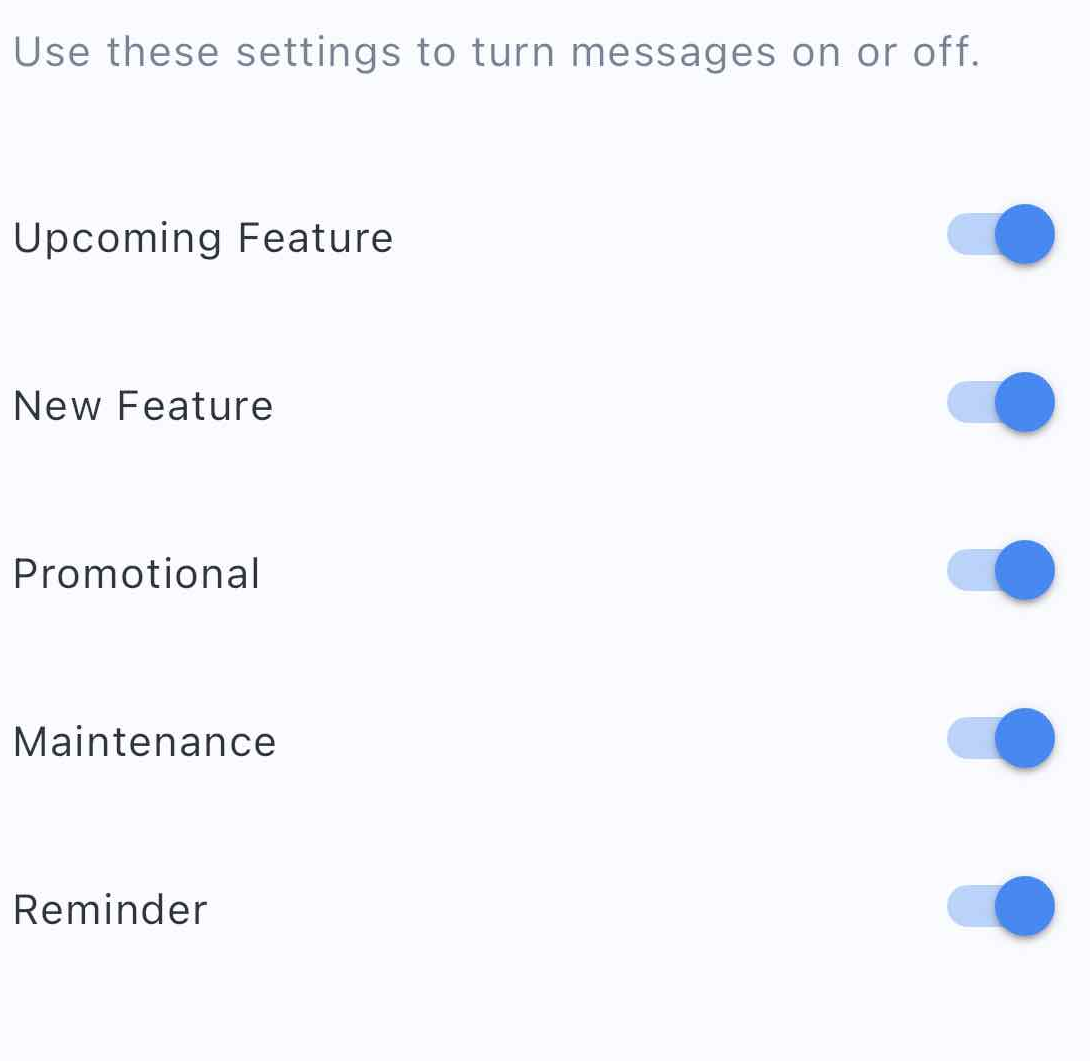 Use these settings to turn messages on or off.
Upcoming Feature
New Feature
Promotional
Maintenance
Reminder